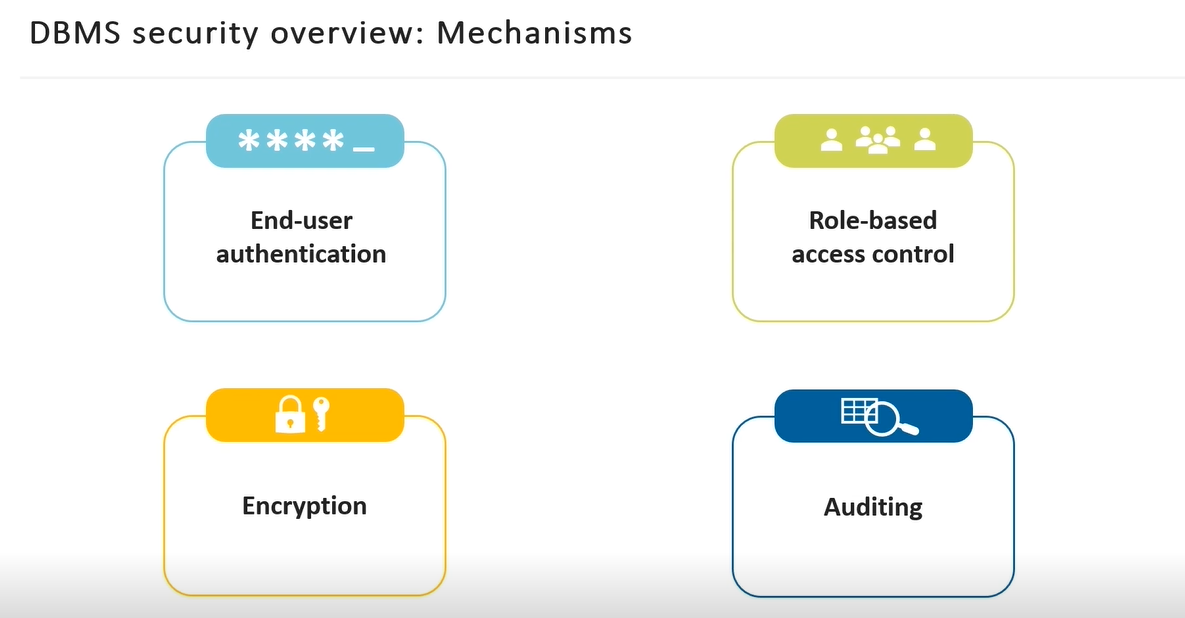 DBMS security overview: Mechanisms
****_
End-user
authentication
Role-based
access control
Encryption
Auditing